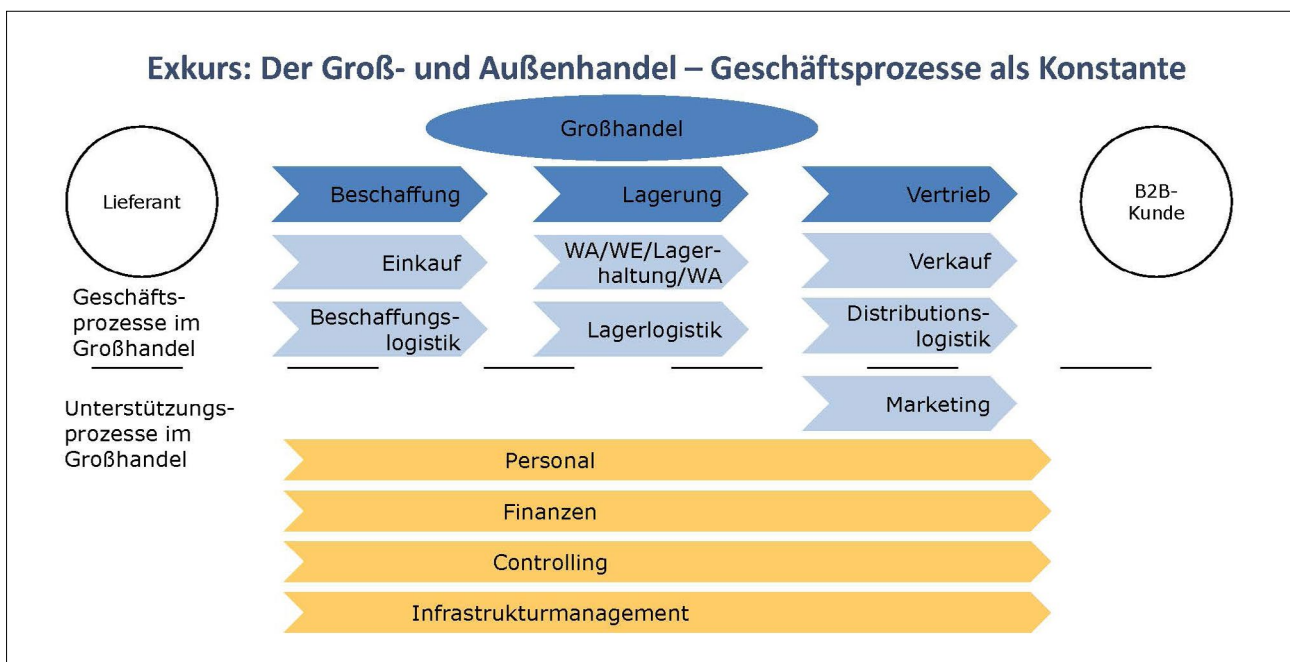 Exkurs: Der Groß- und Außenhandel – Geschäftsprozesse als Konstante
Großhandel
Lieferant
Beschaffung
Lagerung
Vertrieb
B2B-
Kunde
Einkauf
WA/WE/Lager-
haltung/WA
Verkauf
Geschäfts-
prozesse im
Großhandel
Beschaffungs-
logistik
Lagerlogistik
Distributions-
logistik
Unterstützungs-
prozesse im
Großhandel
Marketing
Personal
Finanzen
Controlling
Infrastrukturmanagement